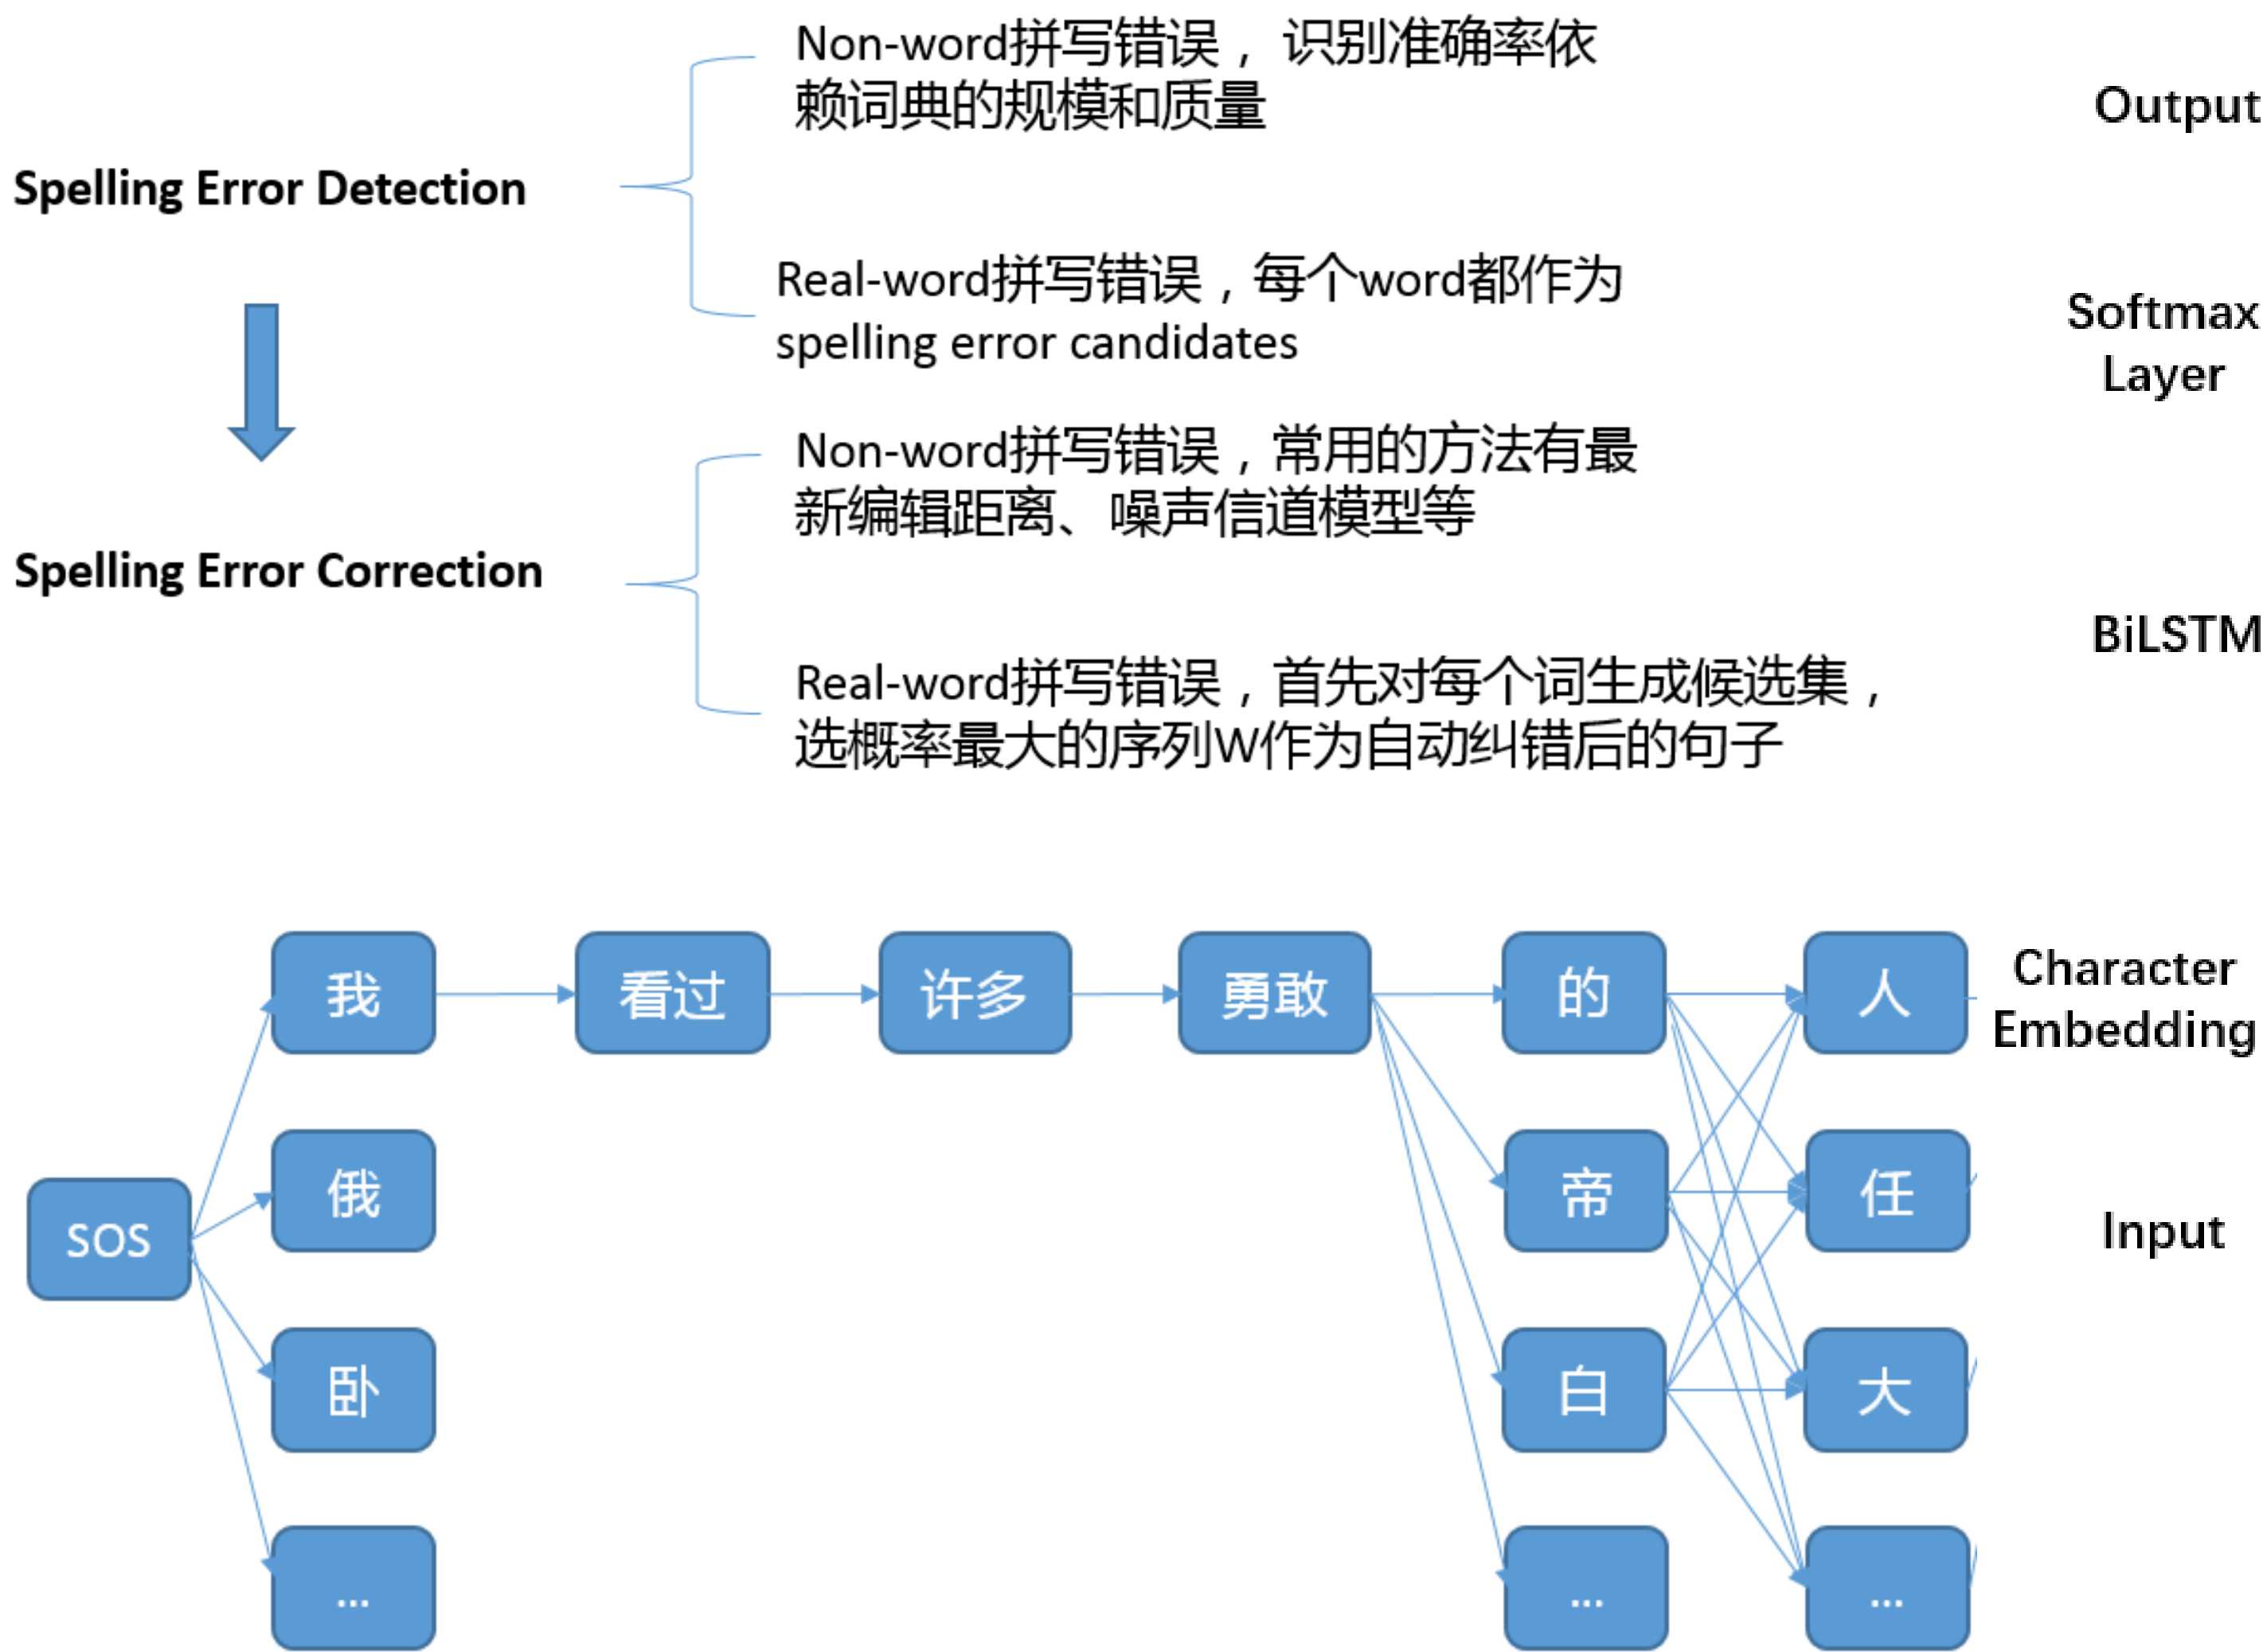 Non-word拼写错误， 识别准确率依
赖词典的规模和质量
Spelling Error Detection
Real-word拼写错误，每个word都作为
spelling error candidates
Non-word拼写错误，常用的方法有最
新编辑距离、噪声信道模型等
Spelling Error Correction
Real-word拼写错误，首先对每个词生成候选集，
选概率最大的序列W作为自动纠错后的句子
Output
Softmax
Layer
BiLSTM
Character
Embedding
Input
SOS
我 看过 许多 勇敢 的 人
俄 帝 任
卧 白 大
... ... ...